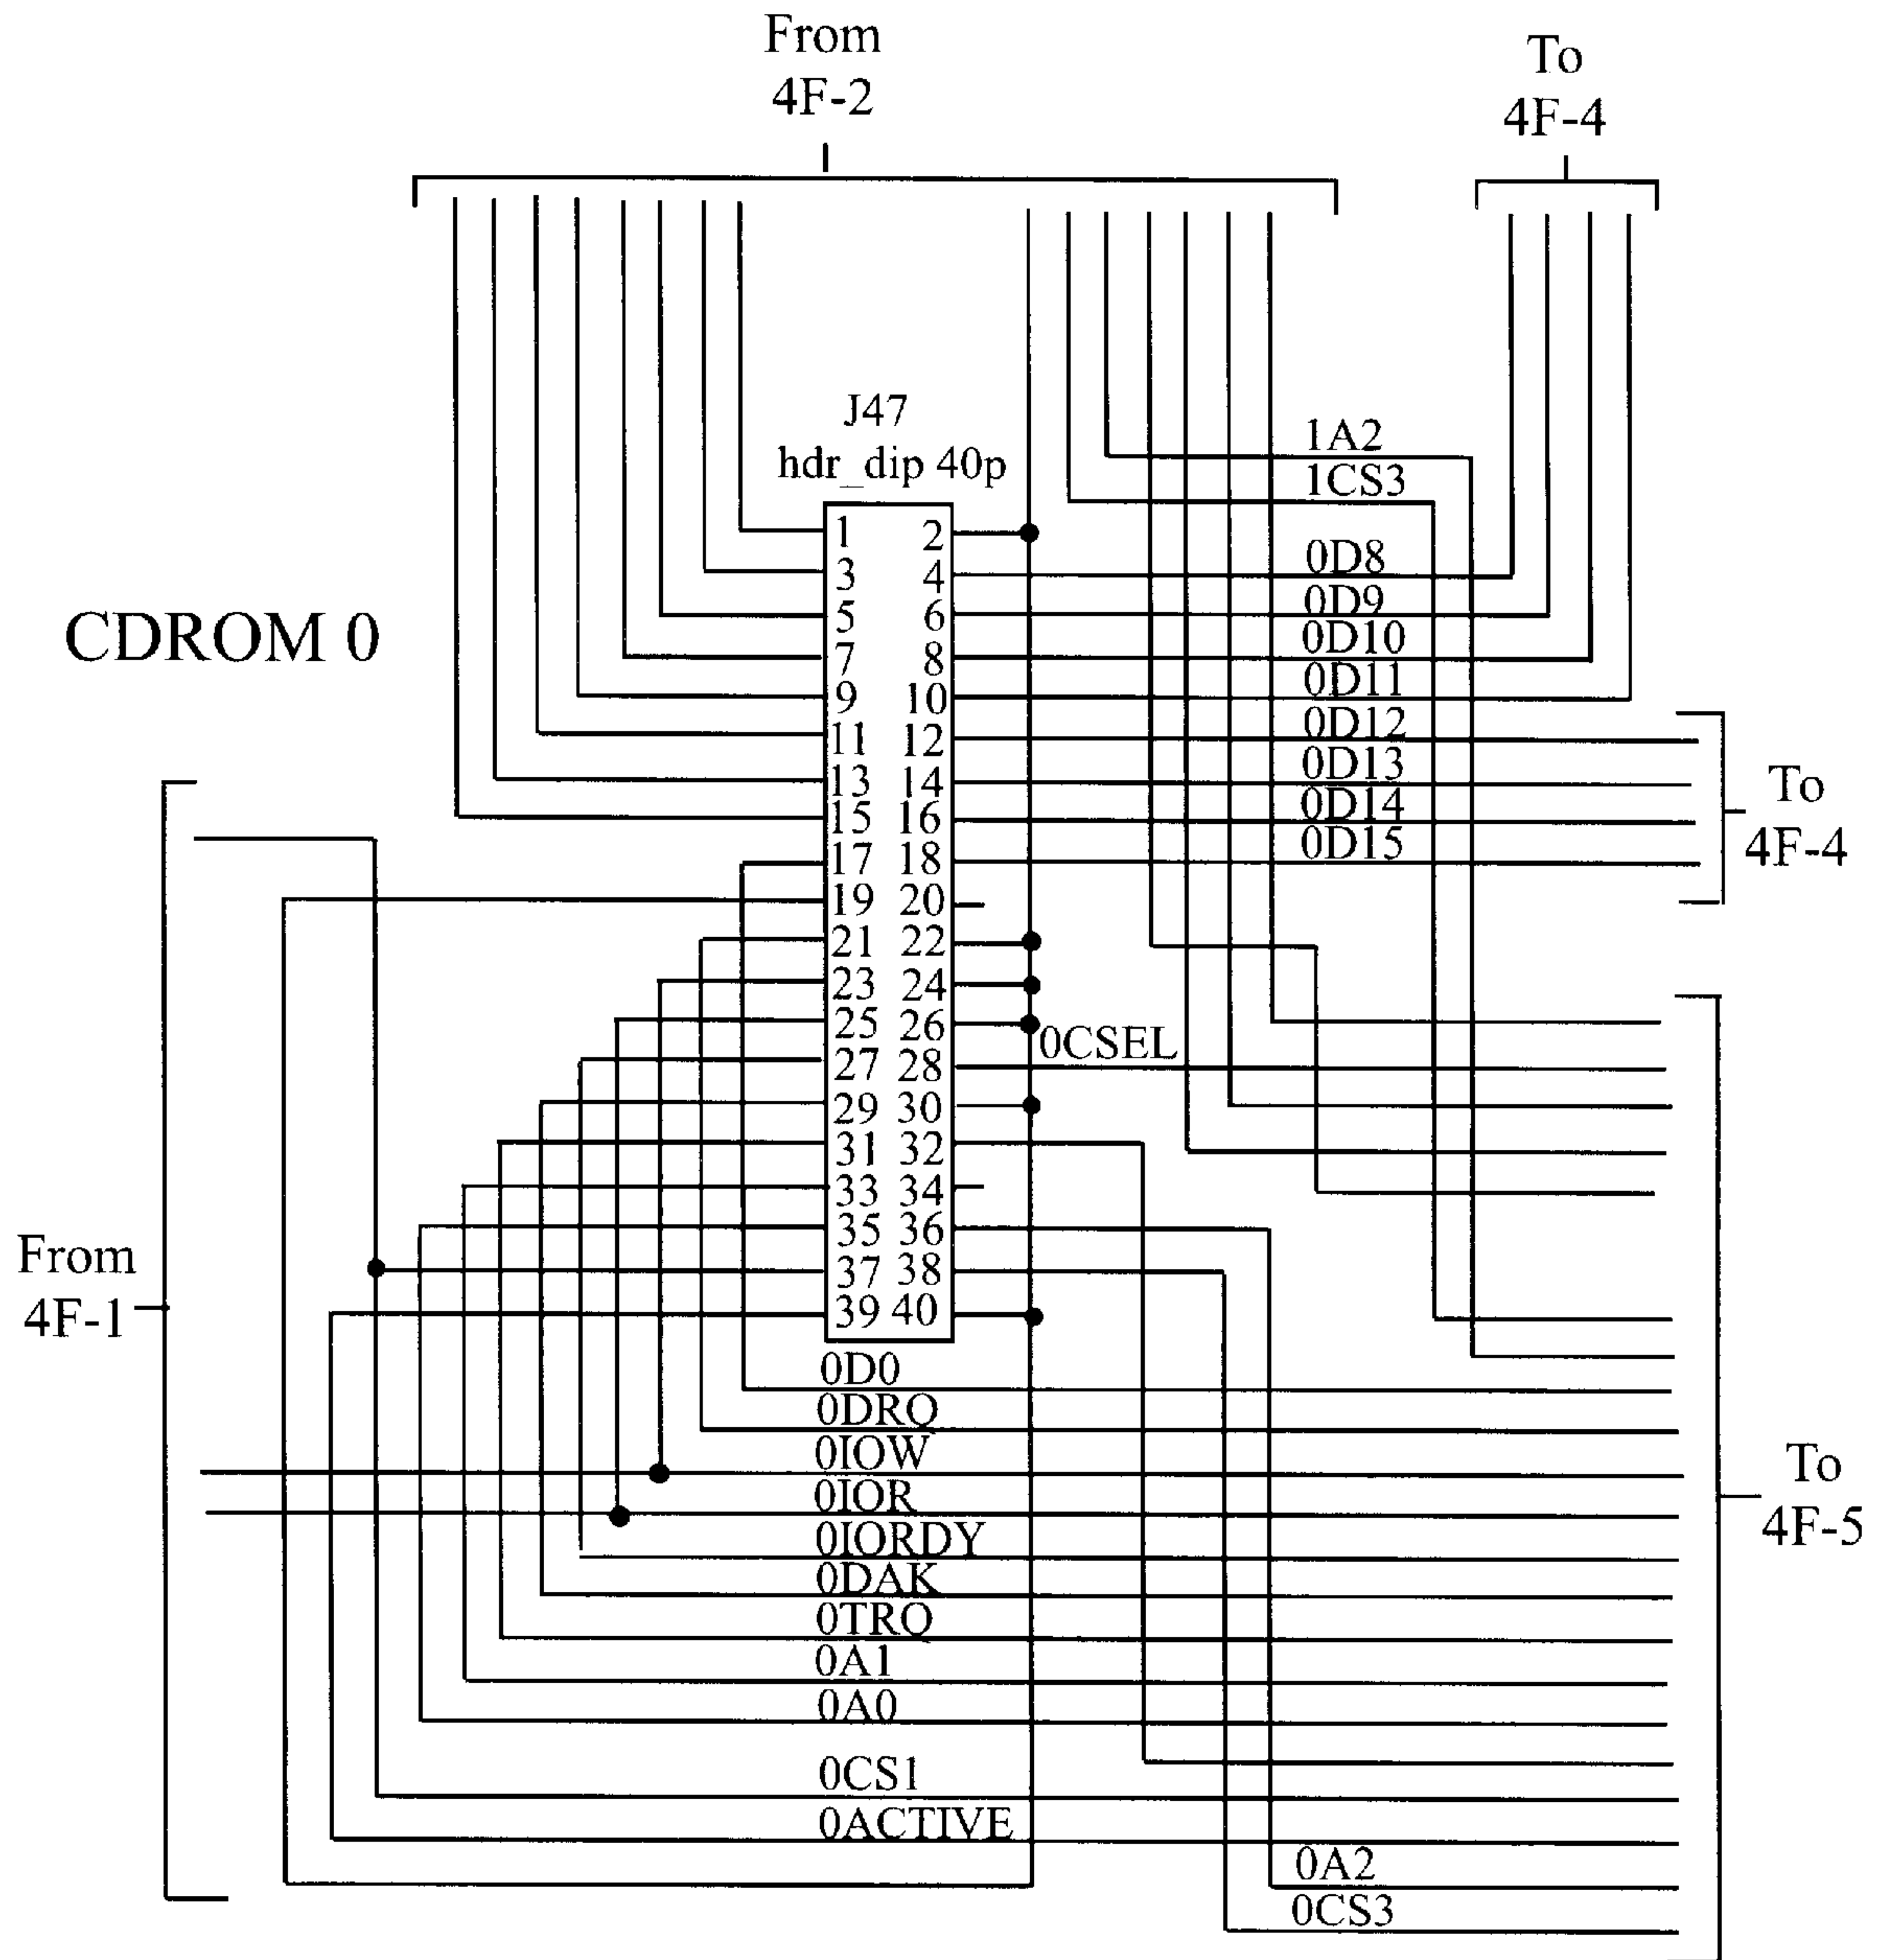 From
4F-2
To
4F-4
J47
hdr_dip 40p
1A2
1CS3
CDROM 0
1 2
3 4
5 6
7 8
9 10
11 12
13 14
15 16
17 18
19 20
21 22
23 24
25 26
27 28
29 30
31 32
33 34
35 36
37 38
39 40
0D8
0D9
0D10
0D11
0D12
0D13
0D14
0D15
To
4F-4
0CSEL
From
4F-1
0D0
0DRQ
0IOW
0IOR
0IORDY
0DAK
0TRQ
0A1
0A0
0CS1
0ACTIVE
0A2
0CS3
To
4F-5